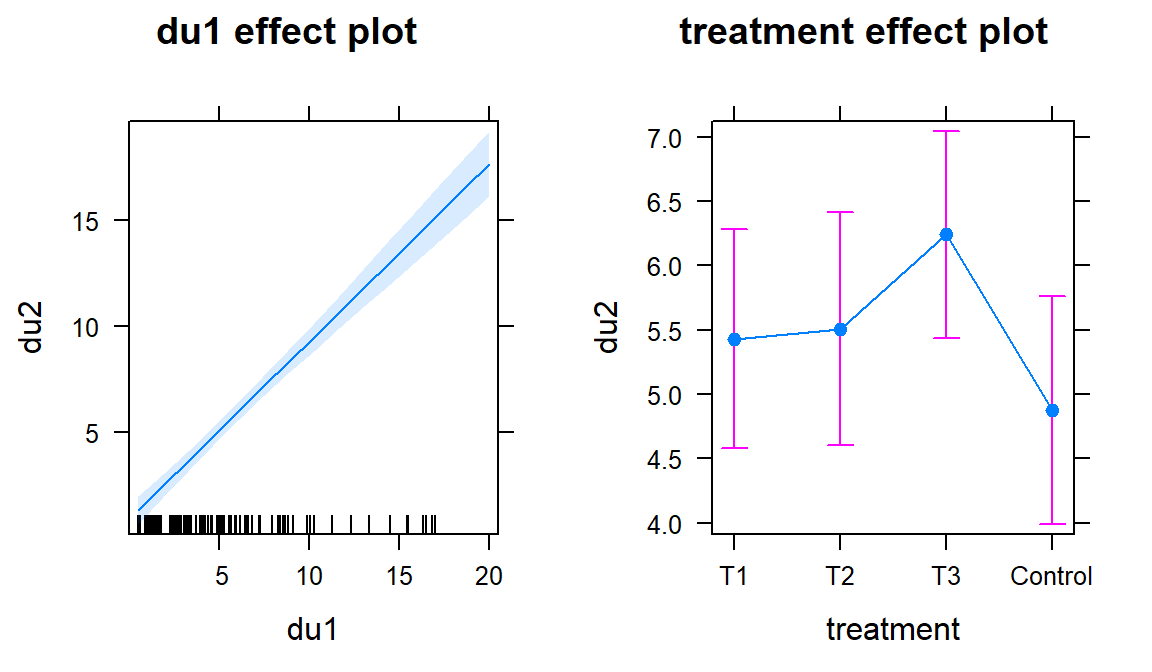 du1 effect plot
du2
15
10
5
5
10
15
20
du1
treatment effect plot
du2
7.0
6.5
6.0
5.5
5.0
4.5
4.0
T1
T2
T3
Control
treatment